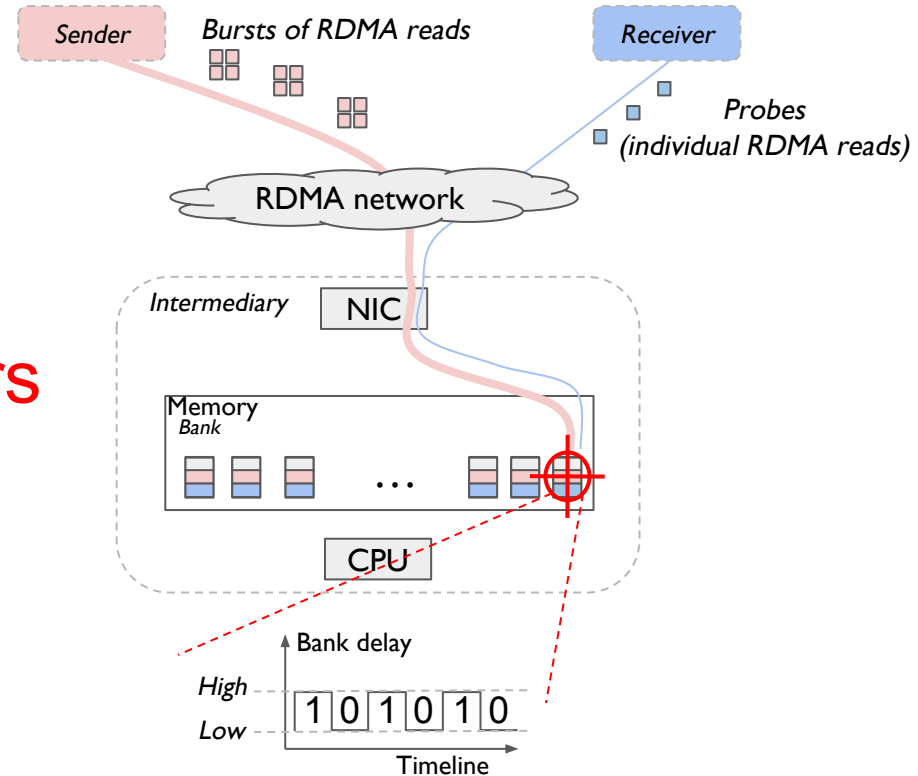 Sender
Bursts of RDMA reads
Receiver
Probes
(individual RDMA reads)
RDMA network
Intermediary
NIC
rs
Memory
Bank
...
CPU
Bank delay
High
1 0 1 0 1 0
Low
Timeline